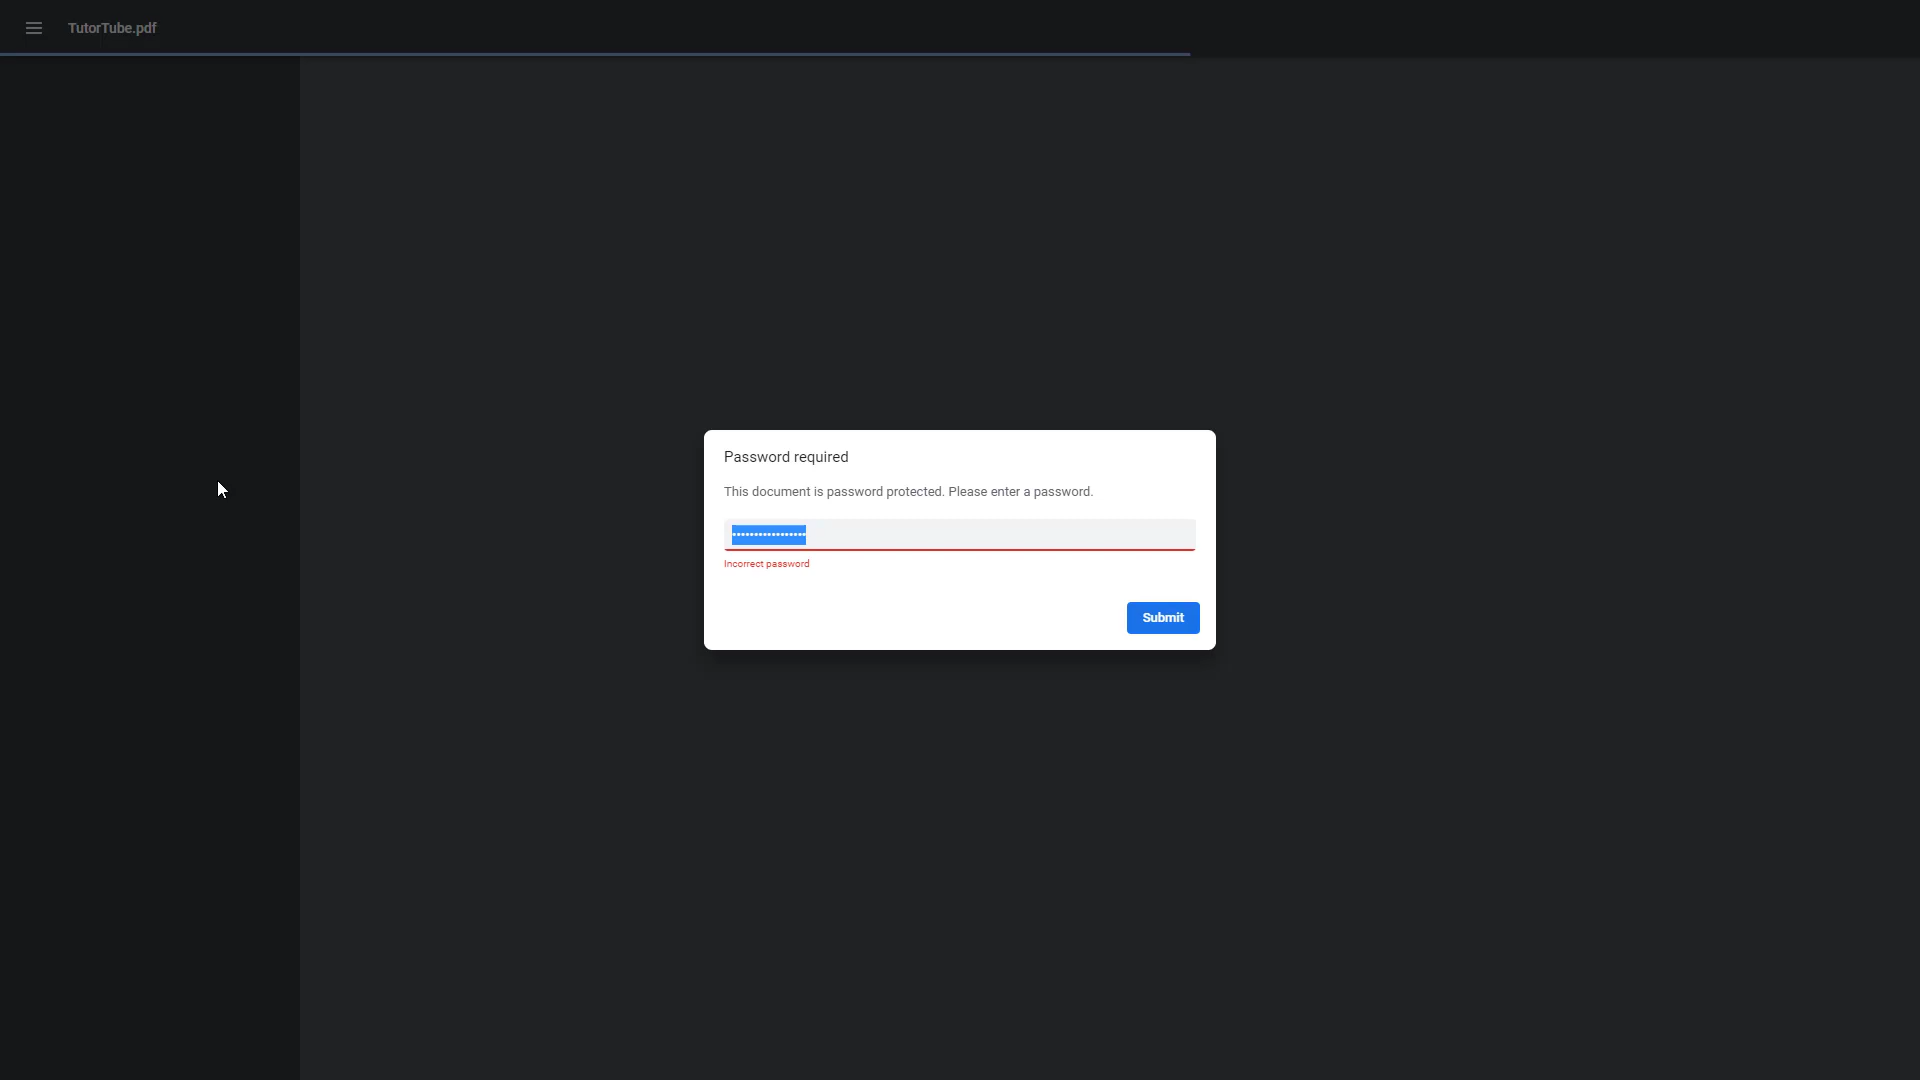 TutorTube.pdf
Password required
This document is password protected. Please enter a password.
Incorrect password
Submit